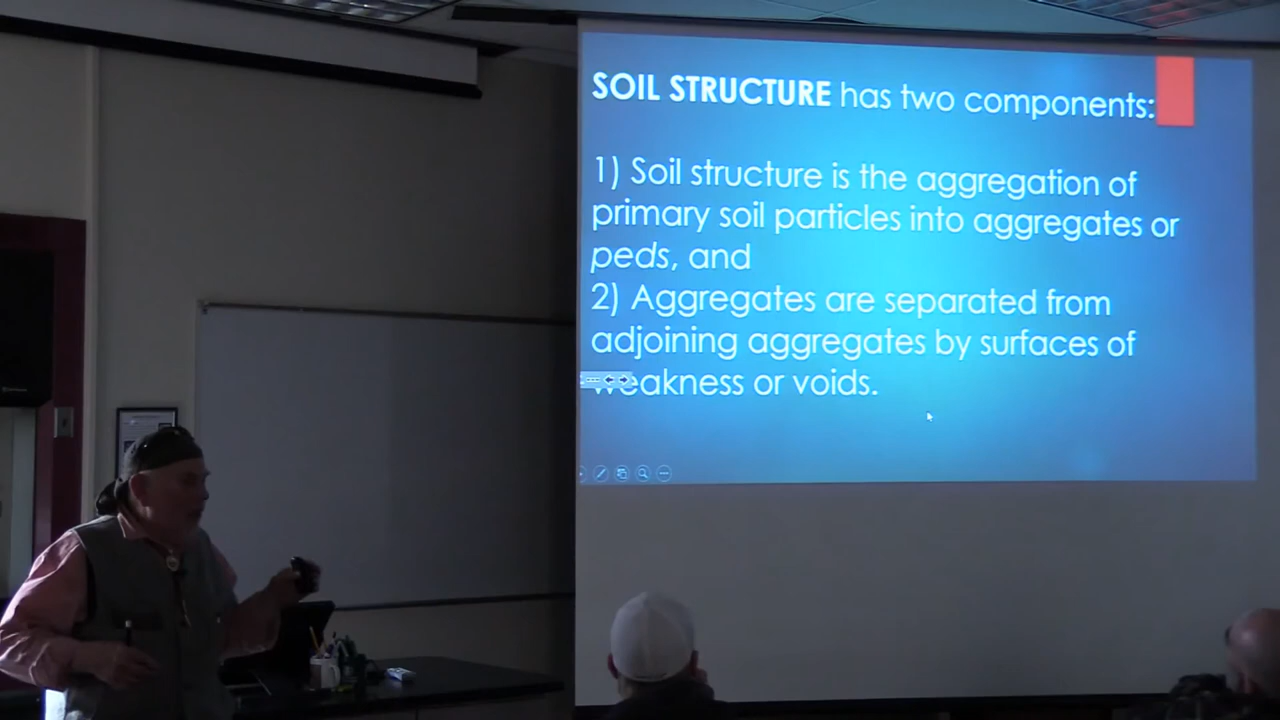 SOIL STRUCTURE has two components:
1) Soil structure is the aggregation of
primary soil particles into aggregates or
peds, and
2) Aggregates are separated from
adjoining aggregates by surfaces of
weakness or voids.